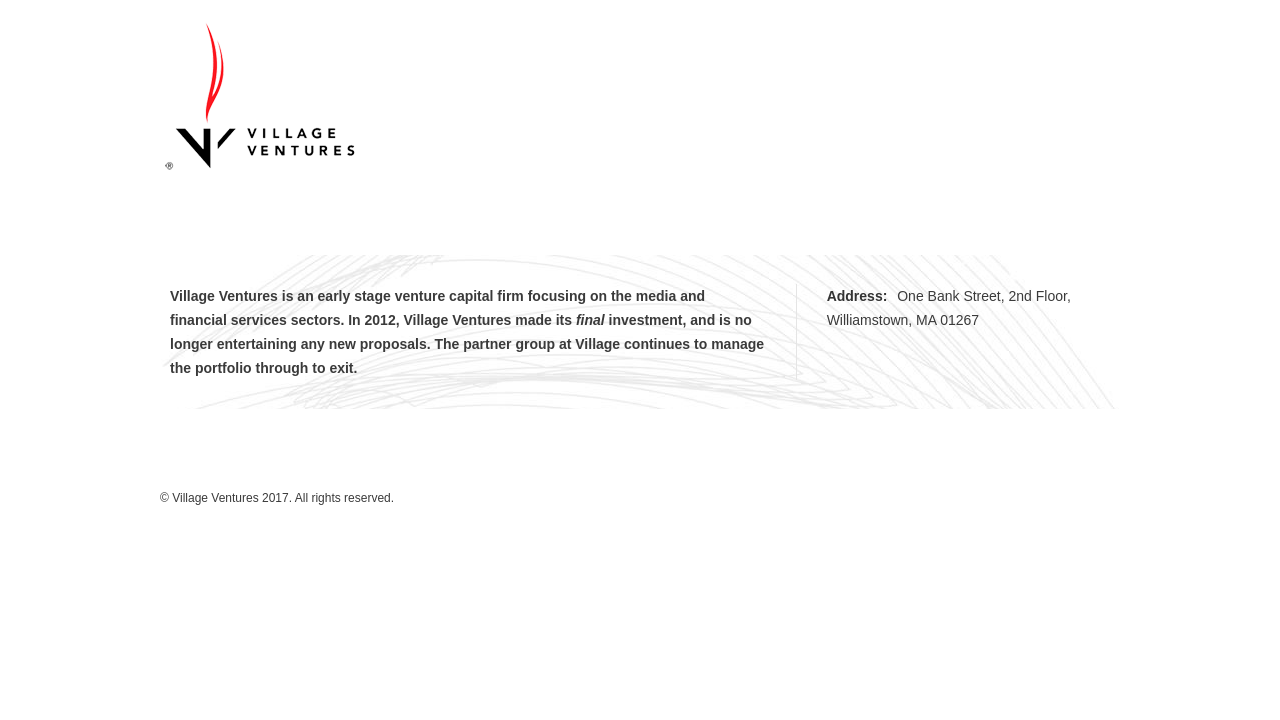 VILLAGE
VENTURES
®
Village Ventures is an early stage venture capital firm focusing on the media and
financial services sectors. In 2012, Village Ventures made its final investment, and is no
longer entertaining any new proposals. The partner group at Village continues to manage
the portfolio through to exit.
Address: One Bank Street, 2nd Floor,
Williamstown, MA 01267
© Village Ventures 2017. All rights reserved.